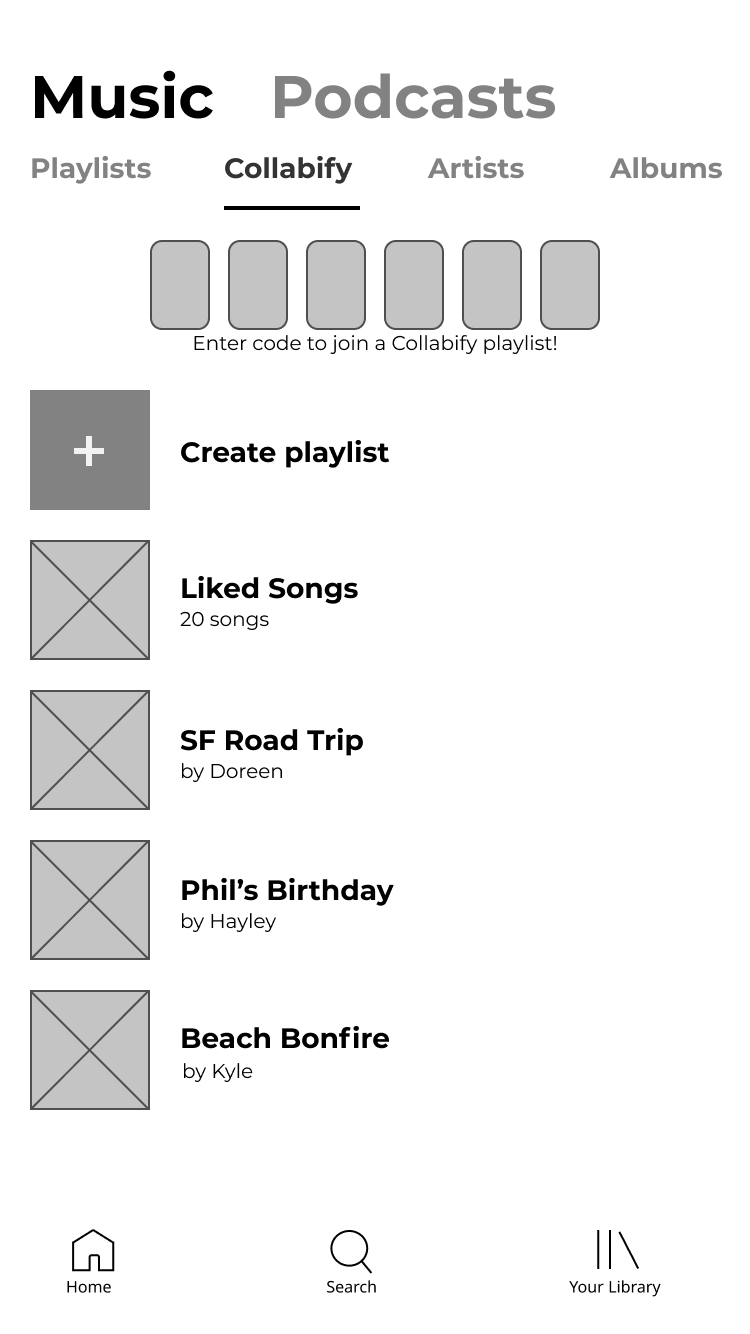 Music Podcasts
Playlists Collabify Artists Albums
Enter code to join a Collabify playlist!
Create playlist
Liked Songs
20 songs
SF Road Trip
by Doreen
Phil’s Birthday
by Hayley
Beach Bonfire
by Kyle
Home Search Your Library